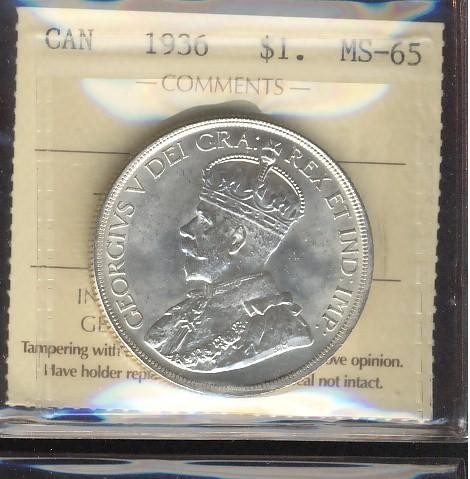 CAN 1936 $1. MS-65
— COMMENTS —
GEORGIVS V DEI GRA: REX ET IND: IMP:
IN
GE
Tampering with ove opinion.
Have holder repl al not intact.